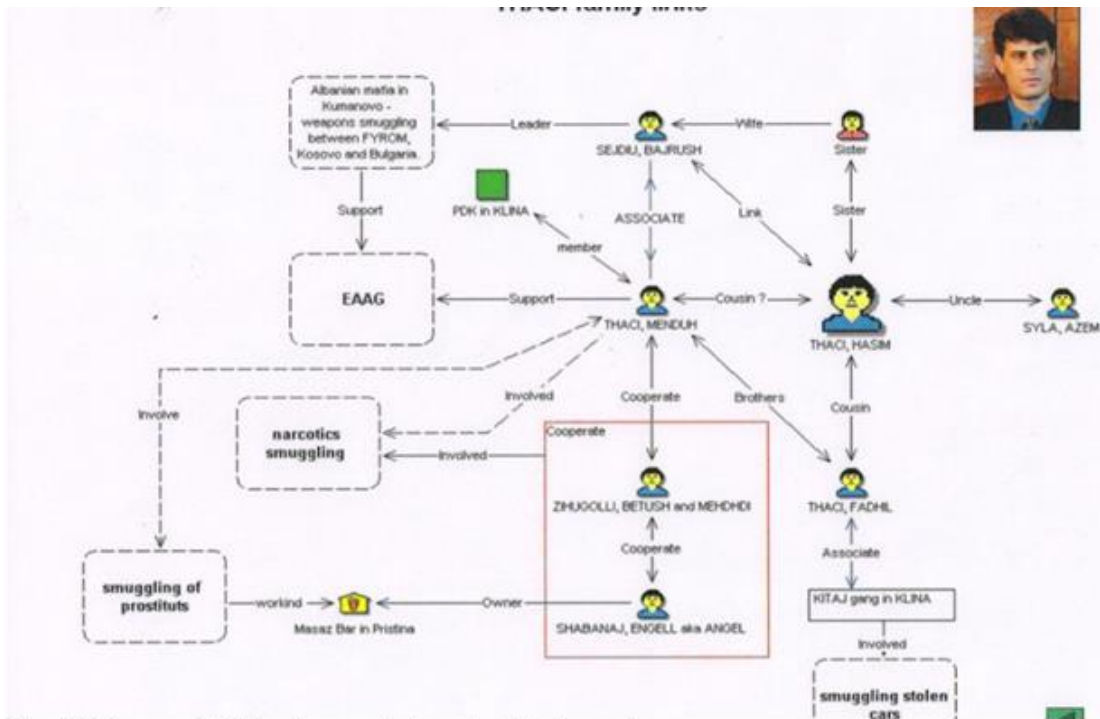 THACI family links
Albanian mafia in
Kumanovo -
weapons smuggling
between FYROM,
Kosovo and Bulgaria.
Leader
SEJDIU, BAJRUSH
Wife
Sister
Support
PDK in KLINA
member
ASSOCIATE
Link
Sister
EAAG
Support
THACI, MENDUH
Cousin ?
THACI, HASIM
Uncle
SYLA, AZEM
Involve
Involved
Cooperate
Brothers
Cousin
narcotics
smuggling
Involved
Cooperate
ZIHUGOLLI, BETUSH and MEHDHDI
THACI, FADHIL
Cooperate
Associate
smuggling of
prostituts
workind
Masaz Bar in Pristina
Owner
SHABANAJ, ENGELL aka ANGEL
KITAJ gang in KLINA
Involved
smuggling stolen
cars